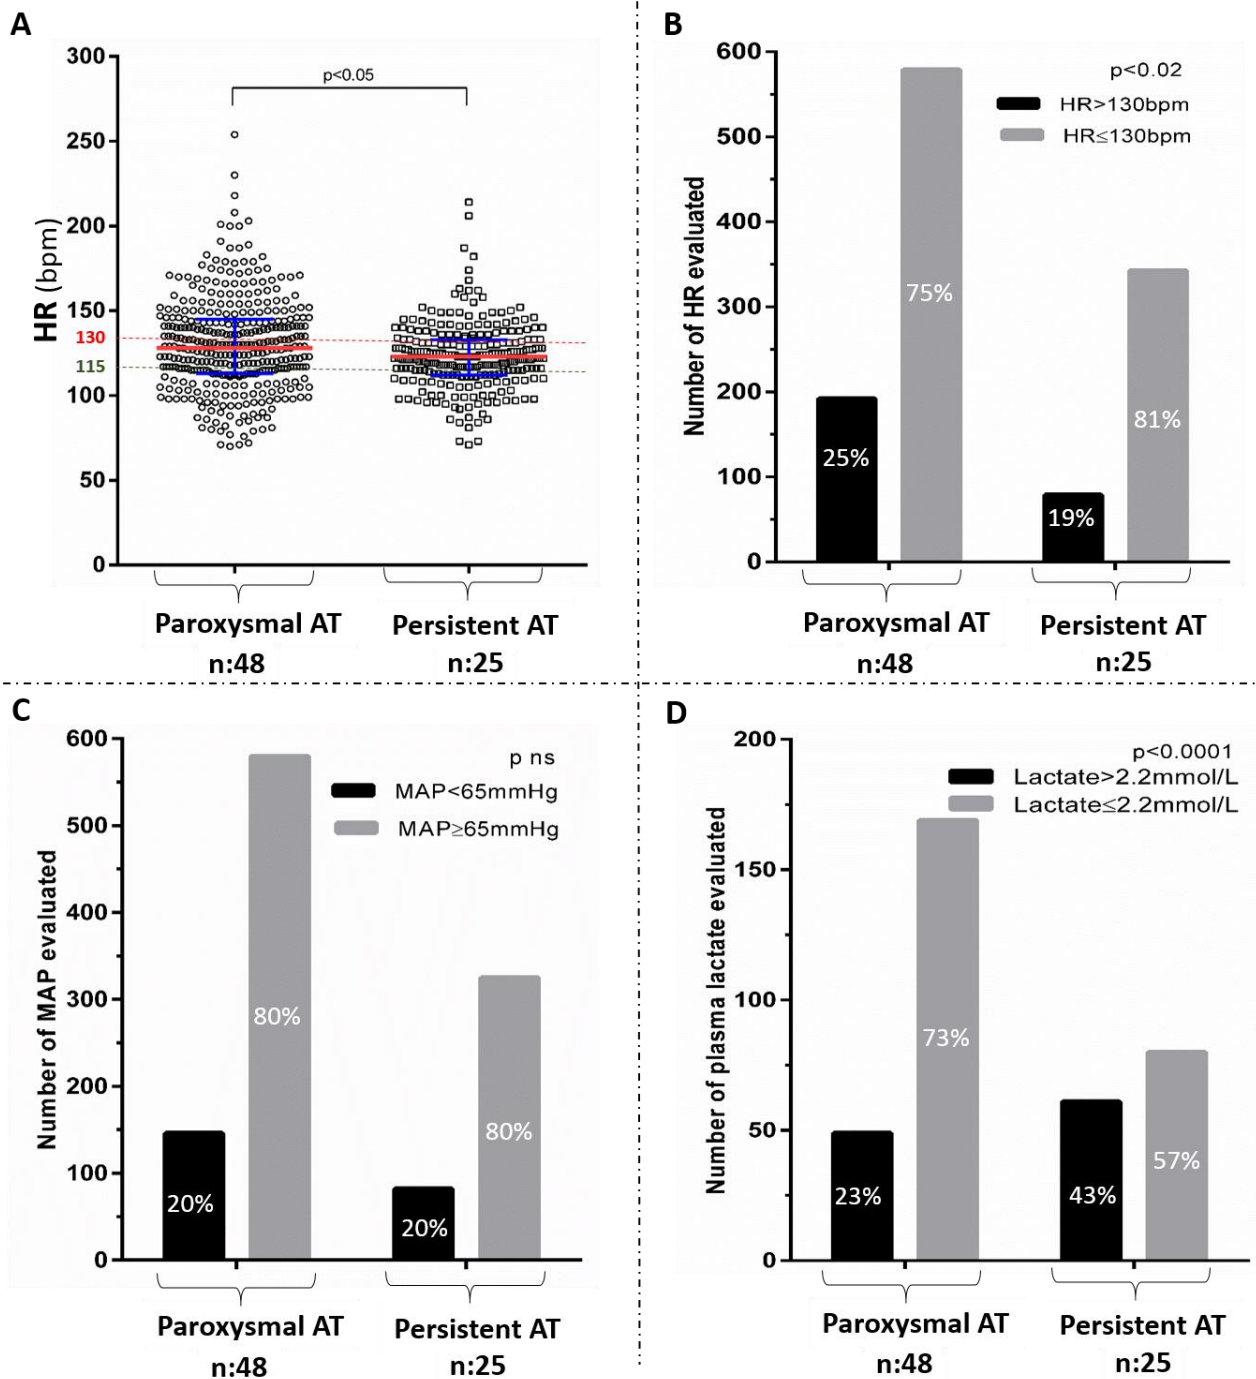 A
300
250
200
150
100
50
0
HR (bpm)
130
115
p<0.05
Paroxysmal AT
n:48
Persistent AT
n:25
B
600
500
400
300
200
100
0
Number of HR evaluated
p<0.02
HR>130bpm
HR≤130bpm
25%
75%
19%
81%
Paroxysmal AT
n:48
Persistent AT
n:25
C
600
500
400
300
200
100
0
Number of MAP evaluated
p ns
MAP<65mmHg
MAP≥65mmHg
20%
80%
20%
80%
Paroxysmal AT
n:48
Persistent AT
n:25
D
200
150
100
50
0
Number of plasma lactate evaluated
p<0.0001
Lactate>2.2mmol/L
Lactate≤2.2mmol/L
23%
73%
43%
57%
Paroxysmal AT
n:48
Persistent AT
n:25